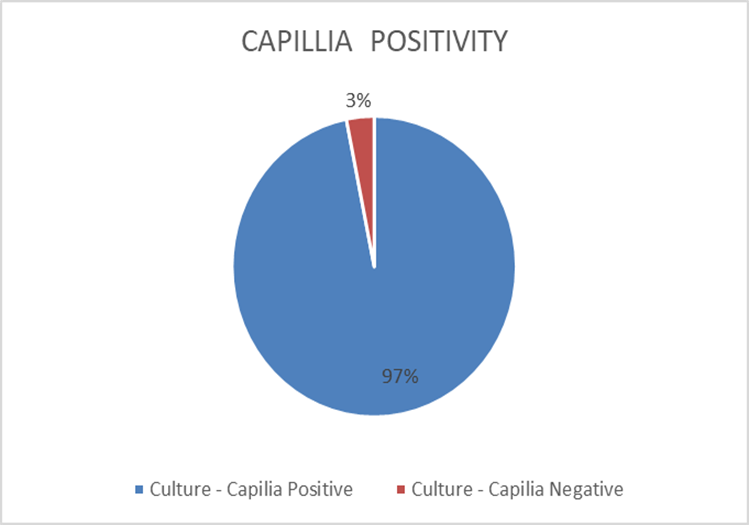 CAPILLIA POSITIVITY
3%
97%
Culture - Capilia Positive
Culture - Capilia Negative